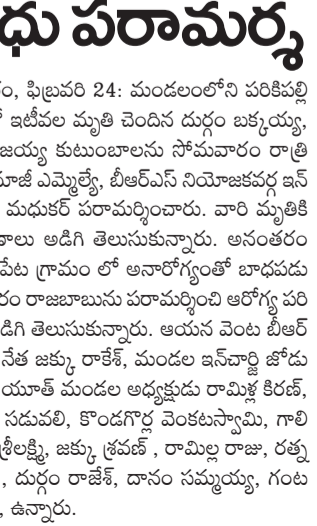 ధు పరామర్శ
ం, ఫిబ్రవరి 24: మండలంలోని పరికిపల్లి
ఇటీవల మృతి చెందిన దుర్గం బక్కయ్య,
జయ్య కుటుంబాలను సోమవారం రాత్రి
మాజీ ఎమ్మెల్యే, బీఆర్ఎస్ నియోజకవర్గ ఇన్
మధుకర్ పరామర్శించారు. వారి మృతికి
ణాలు అడిగి తెలుసుకున్నారు. అనంతరం
పేట గ్రామం లో అనారోగ్యంతో బాధపడు
రం రాజబాబును పరామర్శించి ఆరోగ్య పరి
డిగి తెలుసుకున్నారు. ఆయన వెంట బీఆర్
నేత జక్కు రాకేశ్, మండల ఇన్‌చార్జి జోడు
యూత్ మండల అధ్యక్షుడు రామిళ్ల కిరణ్,
సడువలి, కొండగొర్ల వెంకటస్వామి, గాలి
శ్రీలక్ష్మి, జక్కు శ్రవణ్ , రామిల్ల రాజు, రత్న
, దుర్గం రాజేశ్, దానం సమ్మయ్య, గంట
, ఉన్నారు.